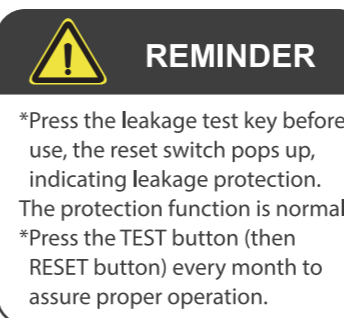 REMINDER
*Press the leakage test key before
use, the reset switch pops up,
indicating leakage protection.
The protection function is normal
*Press the TEST button (then
RESET button) every month to
assure proper operation.